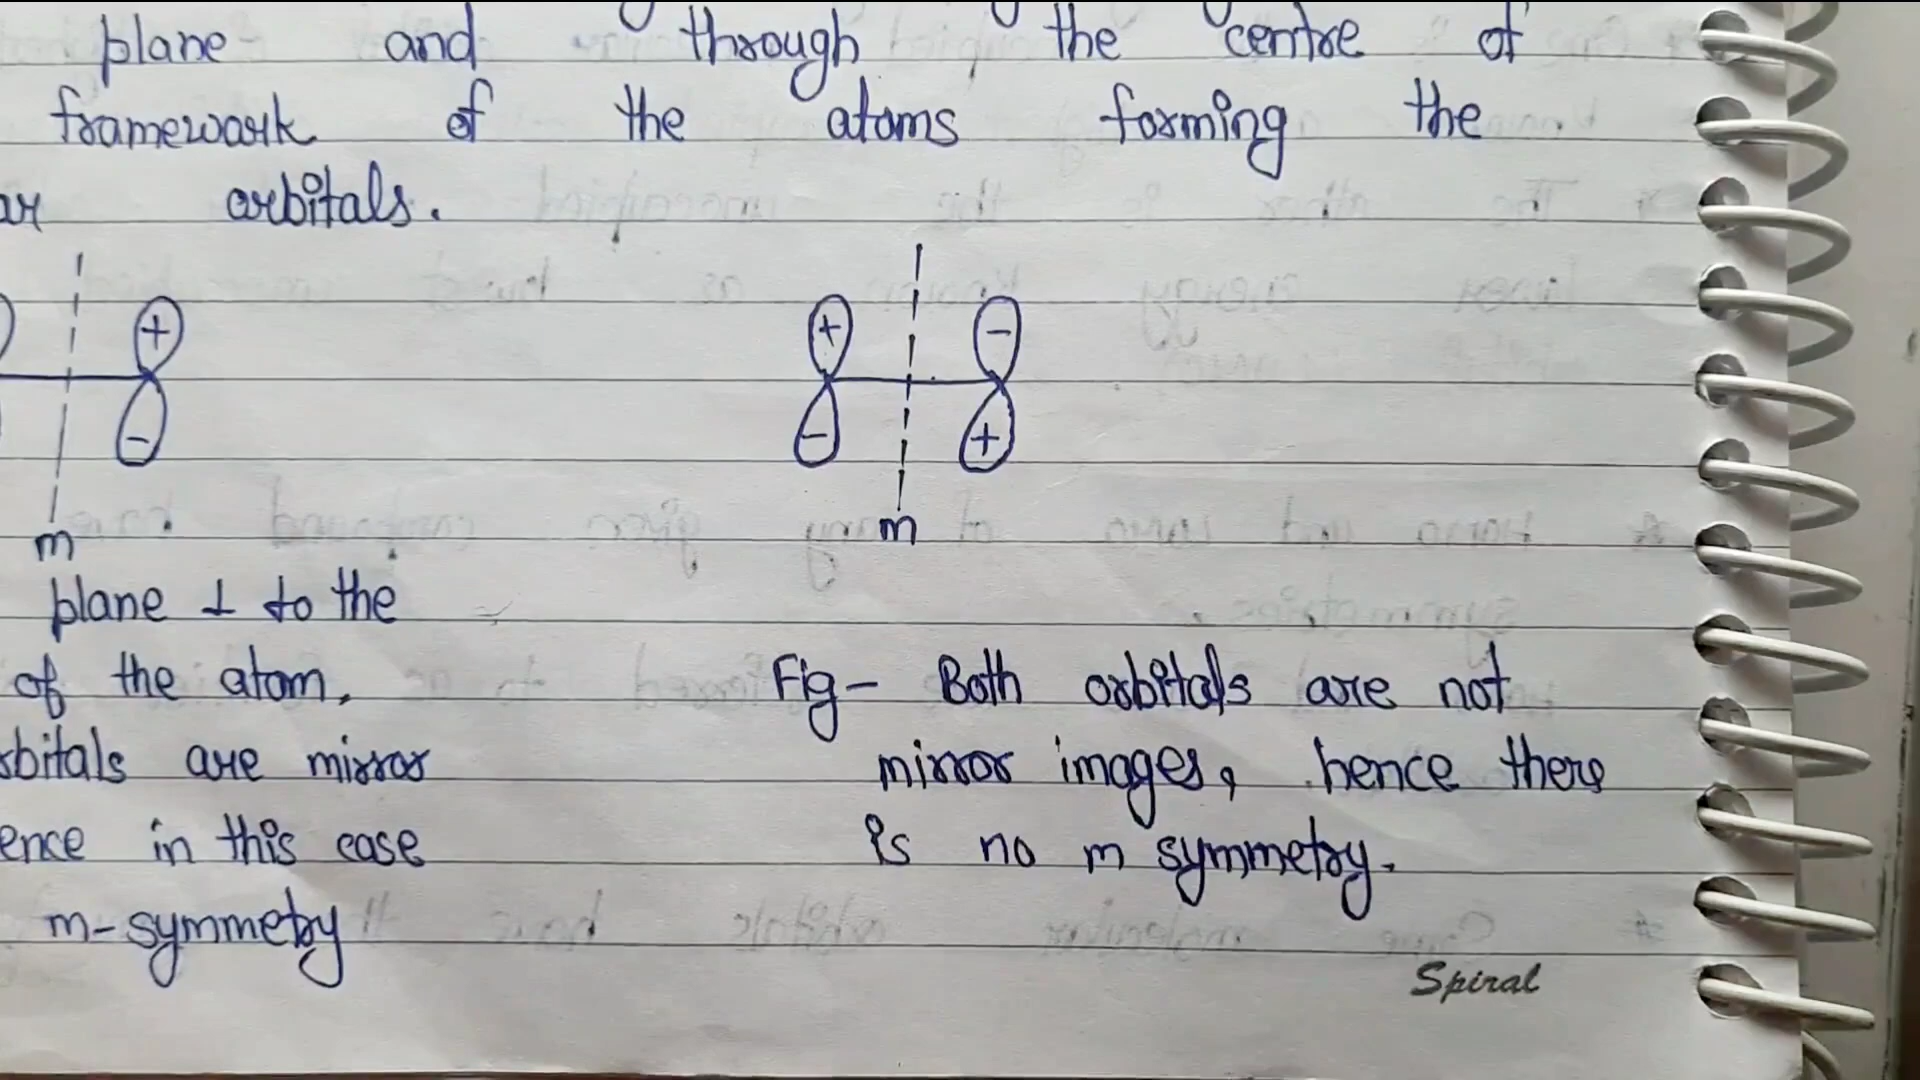 plane and through the centre of
framework of the atoms forming the
orbitals.
+ + -
- - +
m m
plane ⊥ to the
of the atom.
Fig- Both orbitals are not
are mirror
mirror images, hence there
in this case
is no m symmetry.
m-symmetry
Spiral